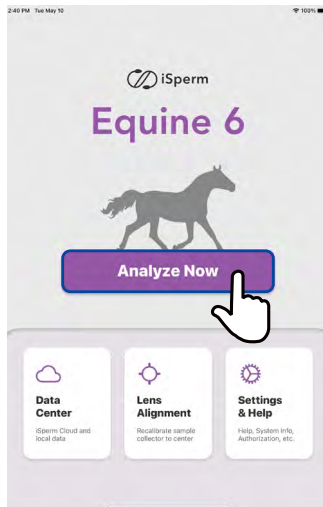 2:40 PM Tue May 10 100%
iSperm
Equine 6
Analyze Now
Data
Center
iSperm Cloud and
local data
Lens
Alignment
Recalibrate sample
collector to center
Settings
& Help
Help, System Info,
Authorization, etc.